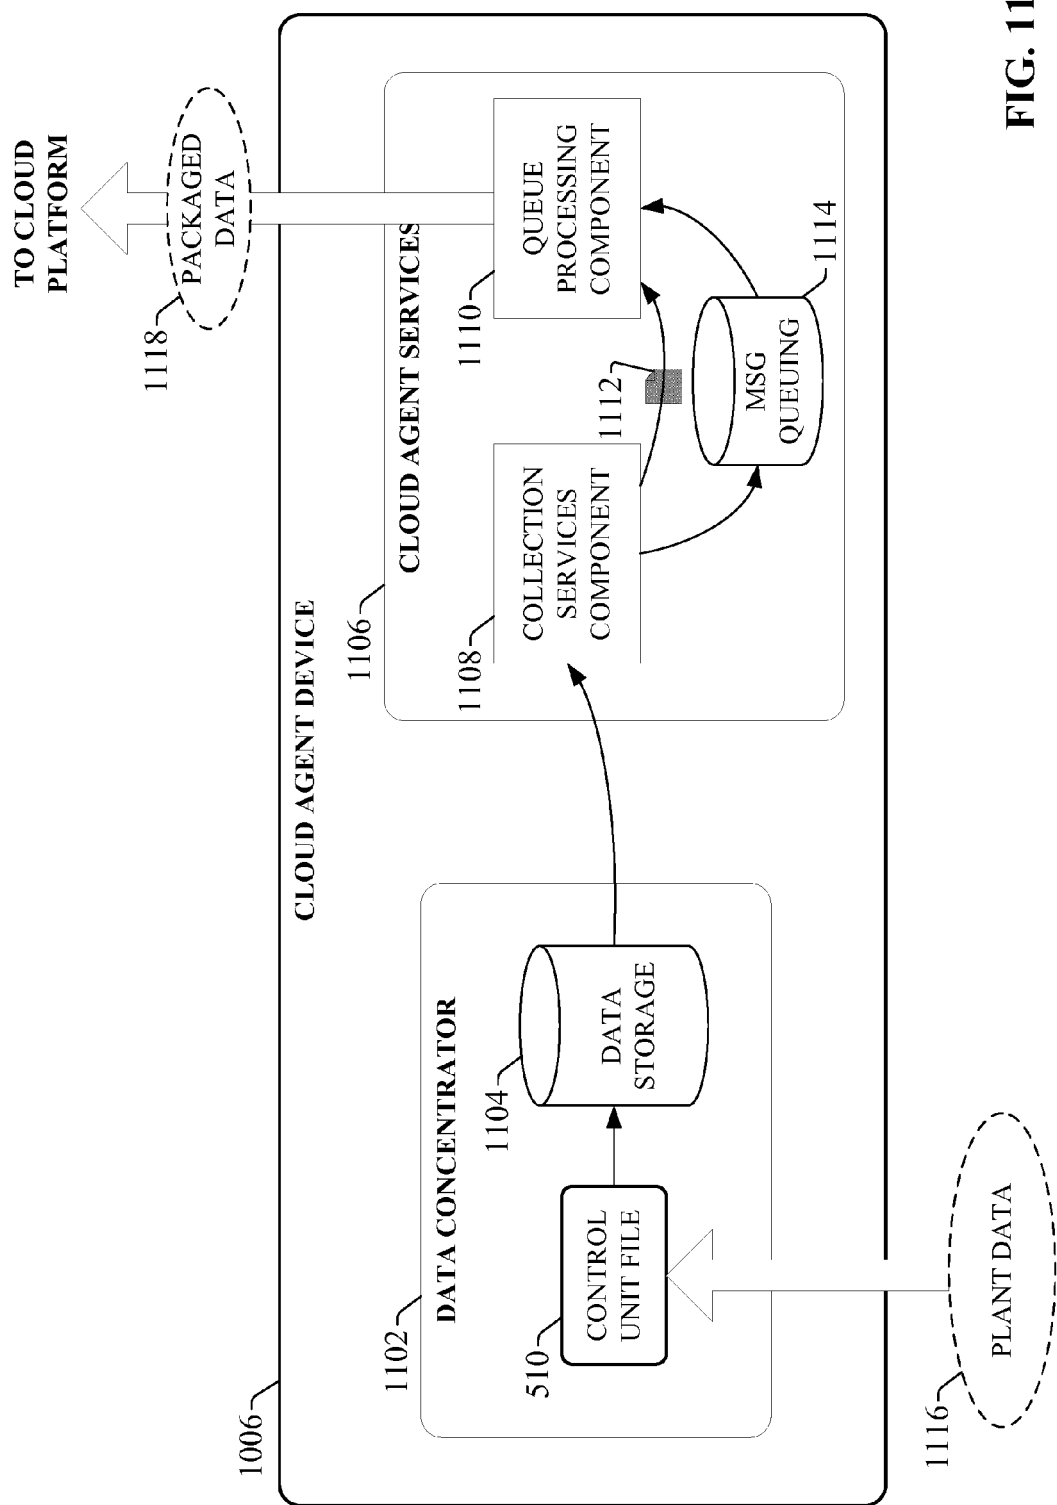 TO CLOUD
PLATFORM
PACKAGED
DATA
1118
CLOUD AGENT DEVICE
1006
CLOUD AGENT SERVICES
1106
DATA CONCENTRATOR
1102
COLLECTION
SERVICES
COMPONENT
1108
QUEUE
PROCESSING
COMPONENT
1110
1112
MSG
QUEUING
1114
DATA
STORAGE
1104
CONTROL
UNIT FILE
510
PLANT DATA
1116
FIG. 11